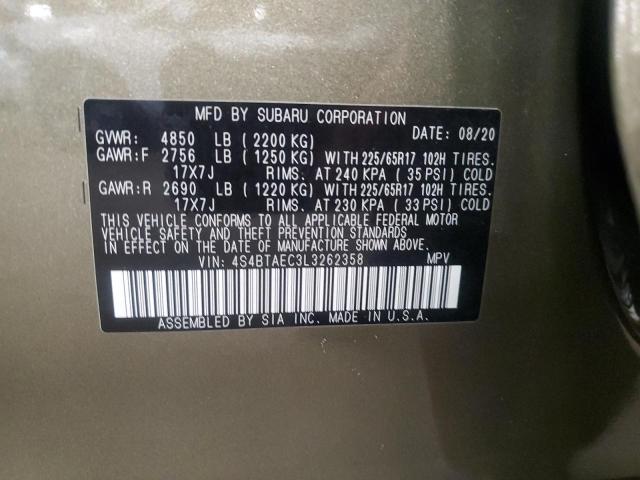 MFD BY SUBARU CORPORATION
GVWR: 4850 LB (2200 KG) DATE: 08/20
GAWR:F 2756 LB (1250 KG) WITH 225/65R17 102H TIRES,
17X7J RIMS, AT 240 KPA (35 PSI) COLD
GAWR:R 2690 LB (1220 KG) WITH 225/65R17 102H TIRES,
17X7J RIMS, AT 230 KPA (33 PSI) COLD
THIS VEHICLE CONFORMS TO ALL APPLICABLE FEDERAL MOTOR
VEHICLE SAFETY AND THEFT PREVENTION STANDARDS
IN EFFECT ON THE DATE OF MANUFACTURE SHOWN ABOVE.
VIN: 4S4BTAEC3L3262358 MPV
ASSEMBLED BY SIA INC. MADE IN U.S.A.